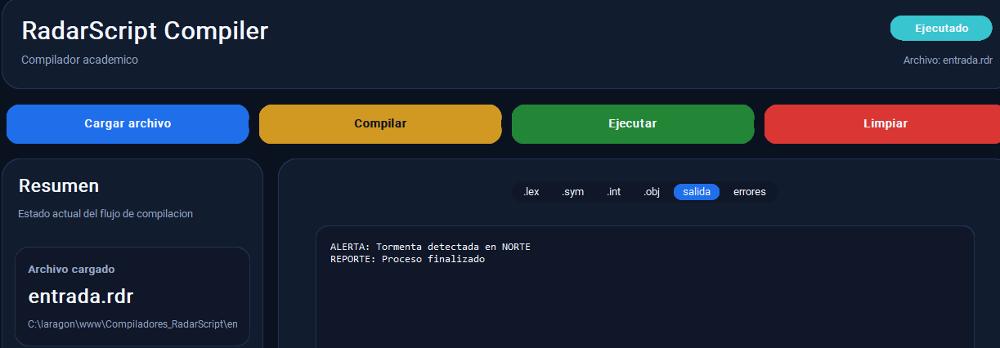 RadarScript Compiler
Compilador academico
Ejecutado
Archivo: entrada.rdr
Cargar archivo
Compilar
Ejecutar
Limpiar
Resumen
Estado actual del flujo de compilacion
Archivo cargado
entrada.rdr
C:\laragon\www\Compiladores_RadarScript\en
.lex
.sym
.int
.obj
salida
errores
ALERTA: Tormenta detectada en NORTE
REPORTE: Proceso finalizado